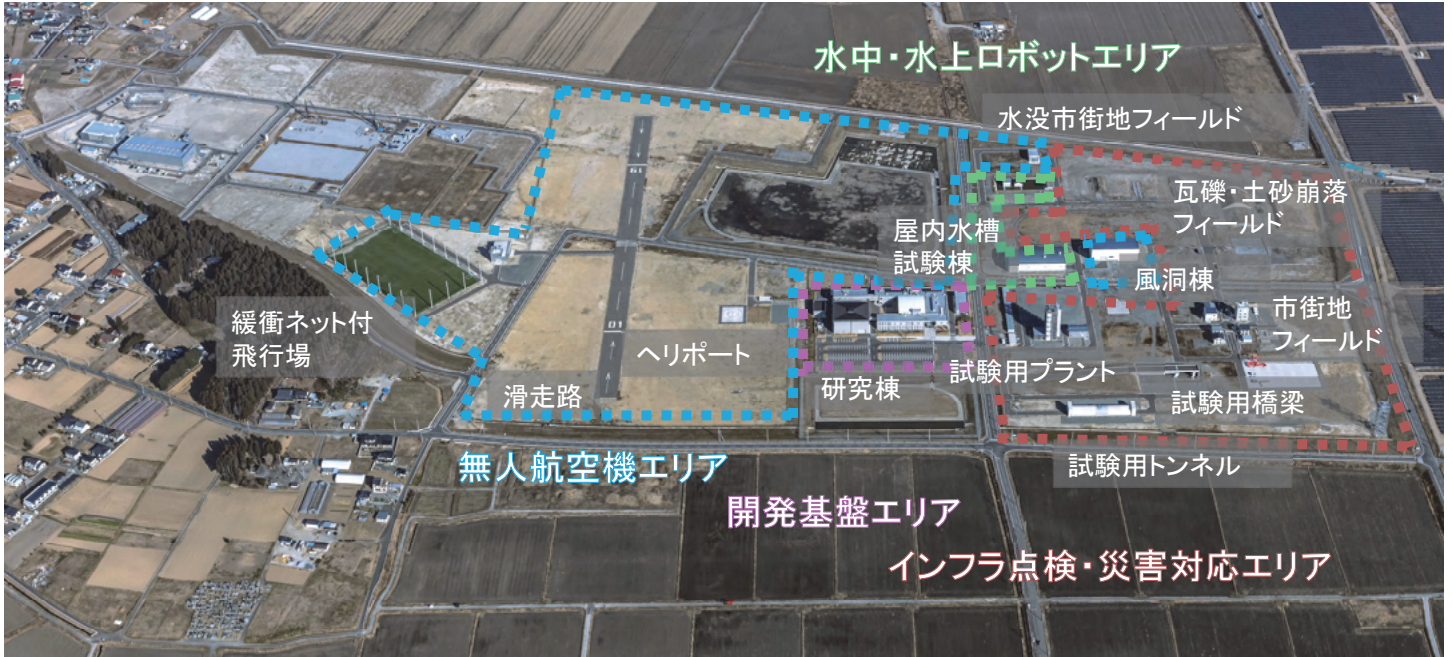 水中・水上ロボットエリア
水没市街地フィールド
瓦礫・土砂崩落
フィールド
屋内水槽
試験棟
風洞棟
緩衝ネット付
飛行場
市街地
フィールド
ヘリポート
滑走路
研究棟
試験用プラント
試験用橋梁
試験用トンネル
無人航空機エリア
開発基盤エリア
インフラ点検・災害対応エリア
19
01